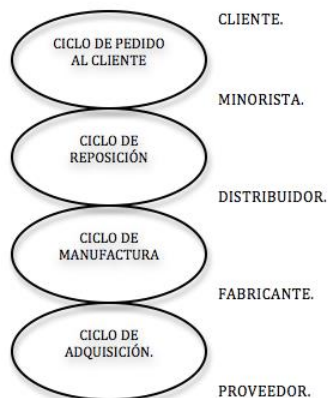 CLIENTE.
CICLO DE PEDIDO
AL CLIENTE
MINORISTA.
CICLO DE
REPOSICIÓN
DISTRIBUIDOR.
CICLO DE
MANUFACTURA
FABRICANTE.
CICLO DE
ADQUISICIÓN.
PROVEEDOR.